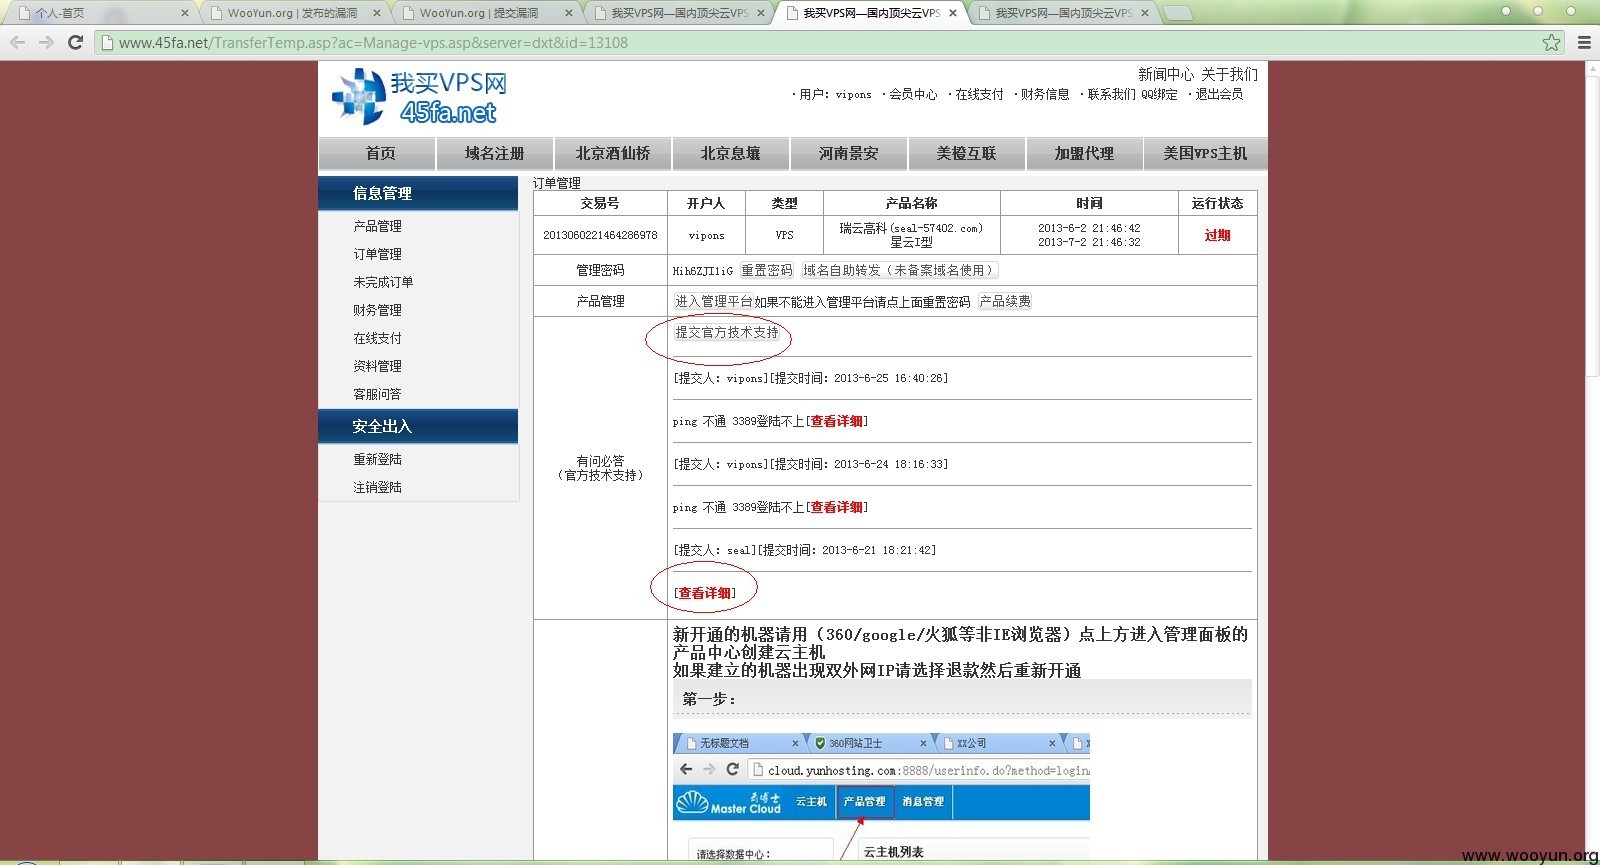 个人-首页
WooYun.org | 发布的漏洞
WooYun.org | 提交漏洞
我买VPS网—国内顶尖云VPS
我买VPS网—国内顶尖云VPS
我买VPS网—国内顶尖云VPS
www.45fa.net/TransferTemp.asp?ac=Manage-vps.asp&server=dxt&id=13108
我买VPS网
45fa.net
新闻中心 关于我们
·用户：vipons ·会员中心 ·在线支付 ·财务信息 ·联系我们 QQ绑定 ·退出会员
首页 域名注册 北京酒仙桥 北京息壤 河南景安 美橙互联 加盟代理 美国VPS主机
信息管理
产品管理
订单管理
未完成订单
财务管理
在线支付
资料管理
客服问答
安全出入
重新登陆
注销登陆
订单管理
交易号 开户人 类型 产品名称 时间 运行状态
2013060221464286978 vipons VPS 瑞云高科(seal-57402.com) 星云I型 2013-6-2 21:46:42 2013-7-2 21:46:32 过期
管理密码 Hih6ZJI1iG 重置密码 域名自助转发（未备案域名使用）
产品管理 进入管理平台如果不能进入管理平台请点上面重置密码 产品续费
有问必答
（官方技术支持）
提交官方技术支持
[提交人：vipons][提交时间：2013-6-25 16:40:26]
ping 不通 3389登陆不上[查看详细]
[提交人：vipons][提交时间：2013-6-24 18:16:33]
ping 不通 3389登陆不上[查看详细]
[提交人：seal][提交时间：2013-6-21 18:21:42]
[查看详细]
新开通的机器请用（360/google/火狐等非IE浏览器）点上方进入管理面板的
产品中心创建云主机
如果建立的机器出现双外网IP请选择退款然后重新开通
第一步：
无标题文档 360网站卫士 XX公司
cloud.yunhosting.com:8888/userinfo.do?method=login
云博士
Master Cloud
云主机 产品管理 消息管理
请选择数据中心：
云主机列表
www.wooyun.org